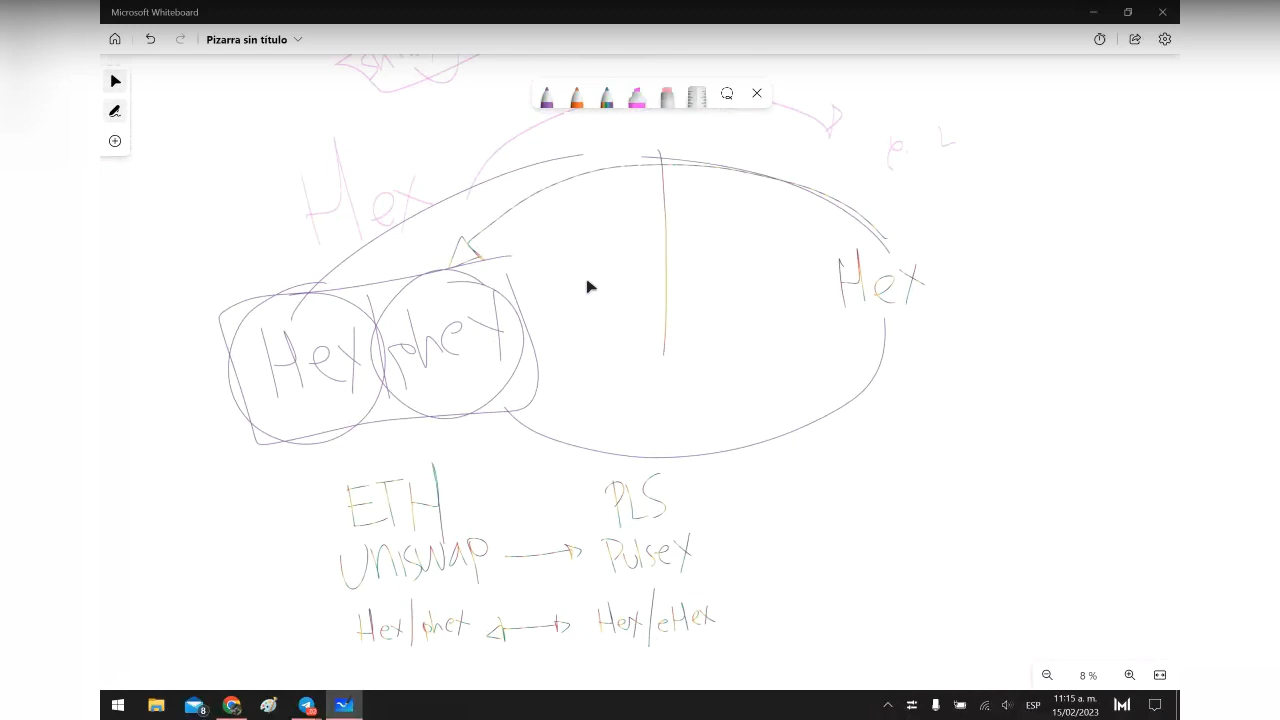 Microsoft Whiteboard
Pizarra sin título
Hex
Hex
Hex/phex
ETH PLS
Uniswap Pulsex
Hex/phex Hex/eHex
8 %
8
11:15 a. m.
ESP
15/02/2023